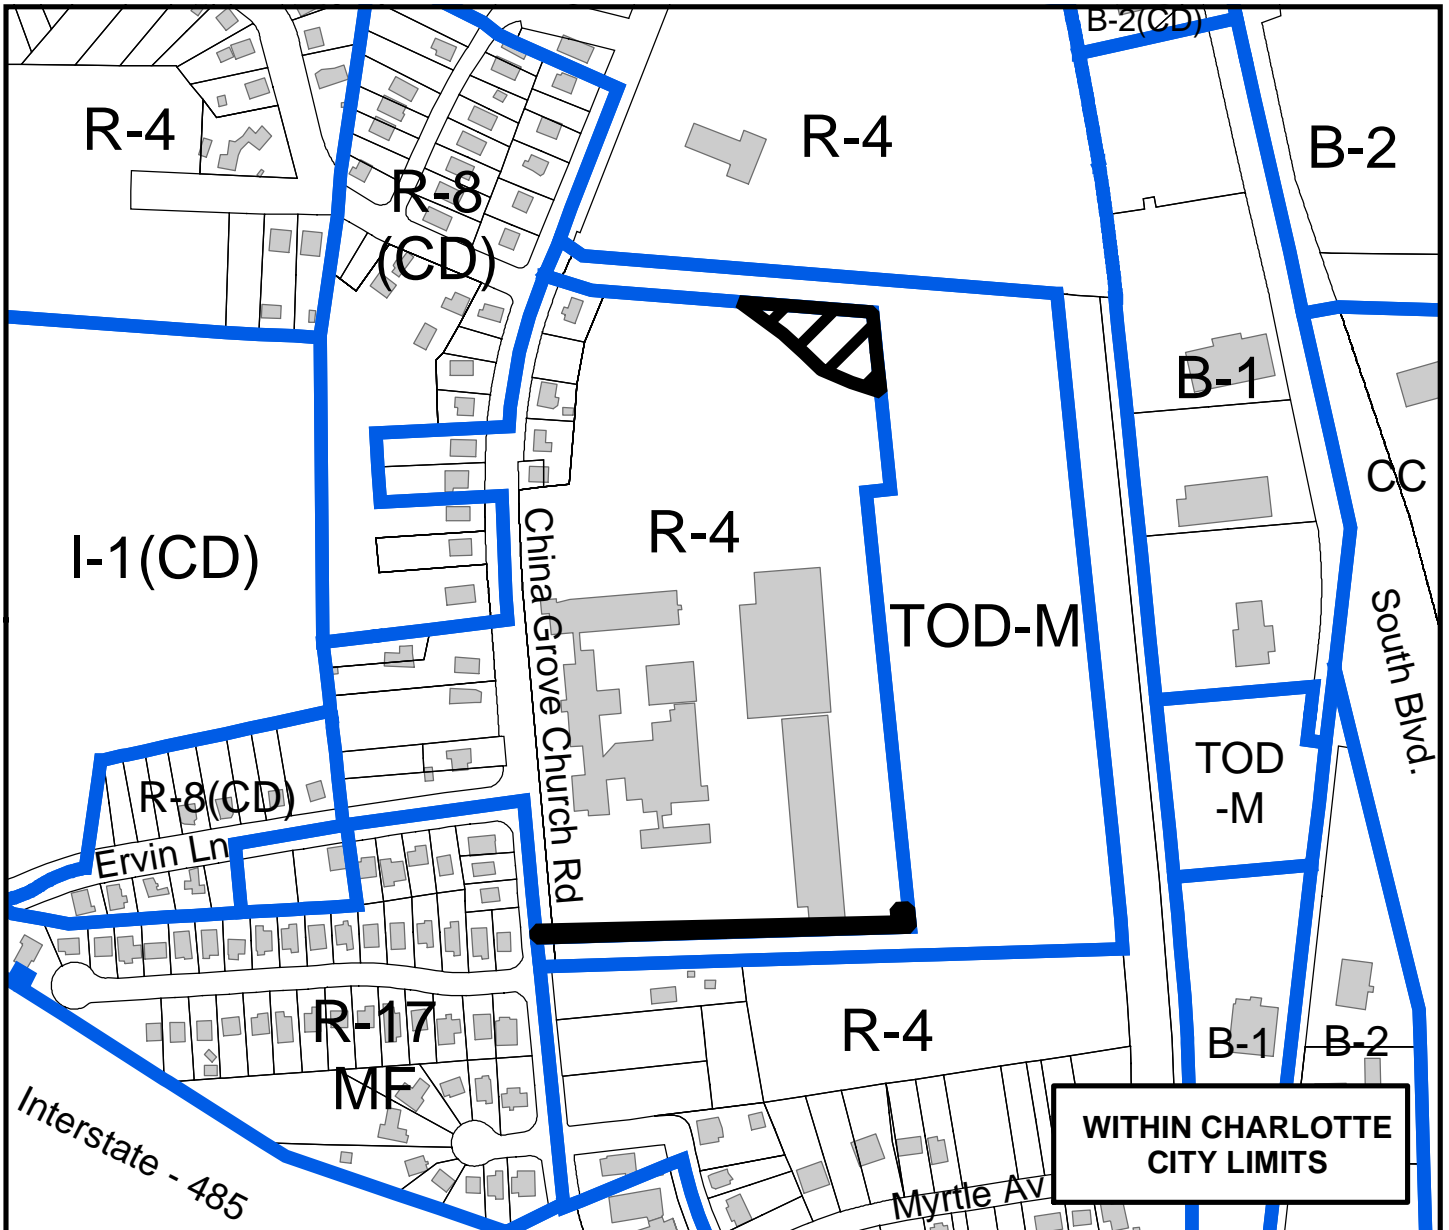 B-2(CD)
R-4
R-4
B-2
R-8
(CD)
B-1
CC
R-4
I-1(CD)
China Grove Church Rd
TOD-M
South Blvd.
TOD
-M
R-8(CD)
Ervin Ln
R-17
MF
R-4
B-1
B-2
Interstate - 485
WITHIN CHARLOTTE
CITY LIMITS
Myrtle Av